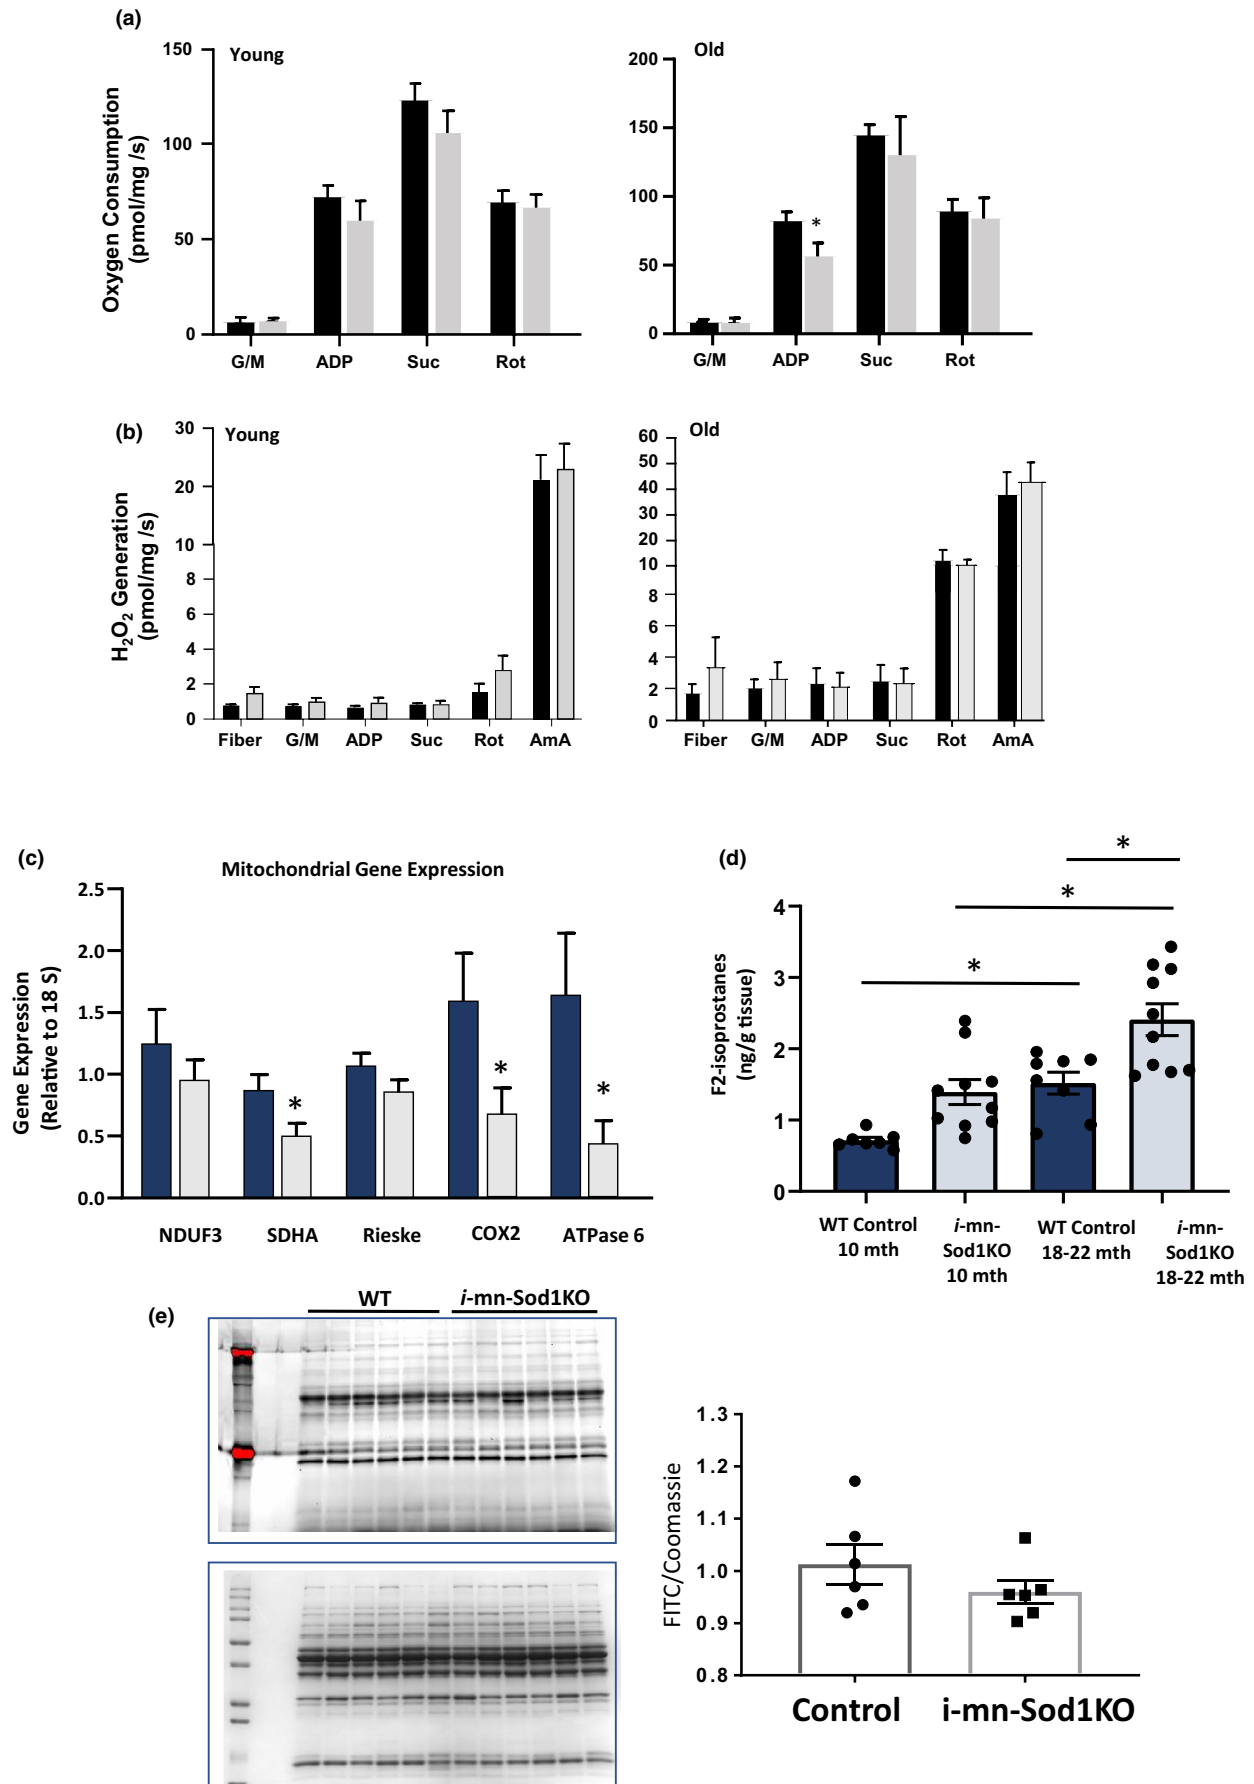 (a)
Young
Old
Oxygen Consumption
(pmol/mg /s)
150
100
50
0
G/M ADP Suc Rot
200
150
100
50
0
*
G/M ADP Suc Rot
(b)
Young
Old
H₂O₂ Generation
(pmol/mg /s)
30
20
10
8
6
4
2
0
Fiber G/M ADP Suc Rot AmA
60
50
40
30
20
10
8
6
4
2
0
Fiber G/M ADP Suc Rot AmA
(c)
Mitochondrial Gene Expression
Gene Expression
(Relative to 18 S)
2.5
2.0
1.5
1.0
0.5
0.0
* * *
NDUF3 SDHA Rieske COX2 ATPase 6
(d)
*
*
*
F2-isoprostanes
(ng/g tissue)
4
3
2
1
0
WT Control
10 mth
i-mn-
Sod1KO
10 mth
WT Control
18-22 mth
i-mn-
Sod1KO
18-22 mth
(e)
WT i-mn-Sod1KO
FITC/Coomassie
1.3
1.2
1.1
1.0
0.9
0.8
Control i-mn-Sod1KO